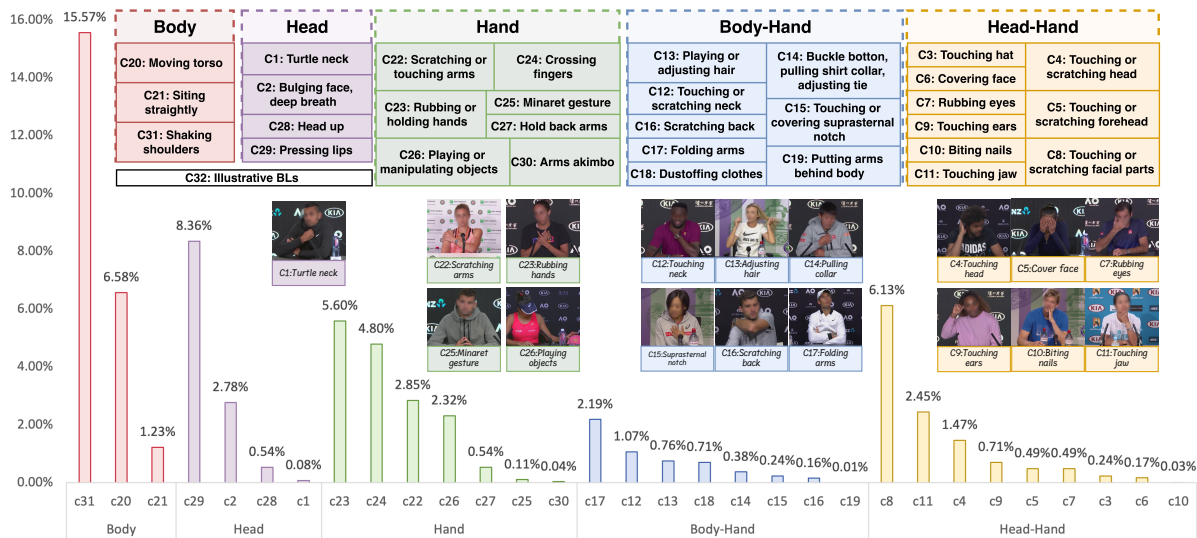 16.00%
14.00%
12.00%
10.00%
8.00%
6.00%
4.00%
2.00%
0.00%
Body
C20: Moving torso
C21: Siting
straightly
C31: Shaking
shoulders
Head
C1: Turtle neck
C2: Bulging face,
deep breath
C28: Head up
C29: Pressing lips
C32: Illustrative BLs
Hand
C22: Scratching or
touching arms
C23: Rubbing or
holding hands
C26: Playing or
manipulating objects
C24: Crossing
fingers
C25: Minaret gesture
C27: Hold back arms
C30: Arms akimbo
Body-Hand
C13: Playing or
adjusting hair
C12: Touching or
scratching neck
C16: Scratching back
C17: Folding arms
C18: Dustoffing clothes
C14: Buckle botton,
pulling shirt collar,
adjusting tie
C15: Touching or
covering suprasternal
notch
C19: Putting arms
behind body
Head-Hand
C3: Touching hat
C6: Covering face
C7: Rubbing eyes
C9: Touching ears
C10: Biting nails
C11: Touching jaw
C4: Touching or
scratching head
C5: Touching or
scratching forehead
C8: Touching or
scratching facial parts
KIA
C1:Turtle neck
C22:Scratching
arms
C23:Rubbing
hands
C25:Minaret
gesture
C26:Playing
objects
C12:Touching
neck
C13:Adjusting
hair
C14:Pulling
collar
C15:Suprasternal
notch
C16:Scratching
back
C17:Folding
arms
ADIDAS
C4:Touching
head
C5:Cover face
C7:Rubbing
eyes
C9:Touching
ears
C10:Biting
nails
C11:Touching
jaw
15.57%
6.58%
1.23%
8.36%
2.78%
0.54%
0.08%
5.60%
4.80%
2.85%
2.32%
0.54%
0.11%
0.04%
2.19%
1.07%
0.76%
0.71%
0.38%
0.24%
0.16%
0.01%
6.13%
2.45%
1.47%
0.71%
0.49%
0.49%
0.24%
0.17%
0.03%
c31 c20 c21 c29 c2 c28 c1 c23 c24 c22 c26 c27 c25 c30 c17 c12 c13 c18 c14 c15 c16 c19 c8 c11 c4 c9 c5 c7 c3 c6 c10
Body Head Hand Body-Hand Head-Hand